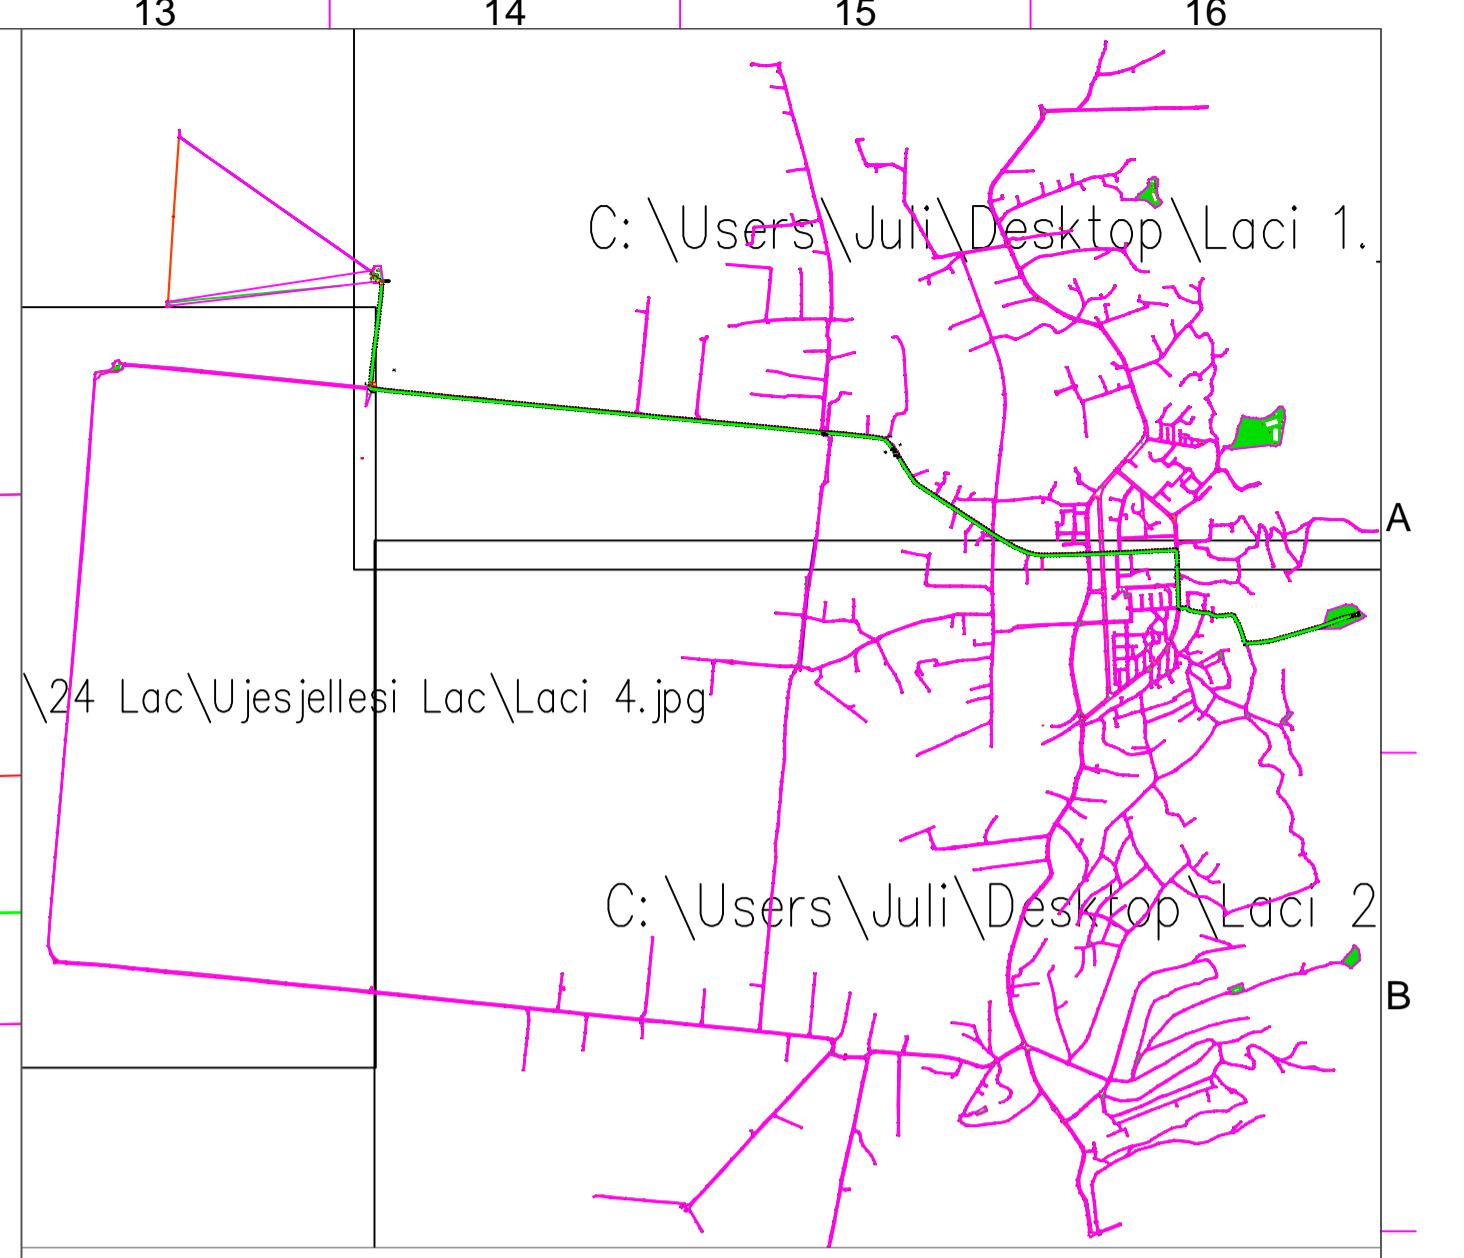 13 14 15 16
C:\Users\Juli\Desktop\Laci 1.
A
\24 Lac\Ujesjellesi Lac\Laci 4.jpg
C:\Users\Juli\Desktop\Laci 2
B